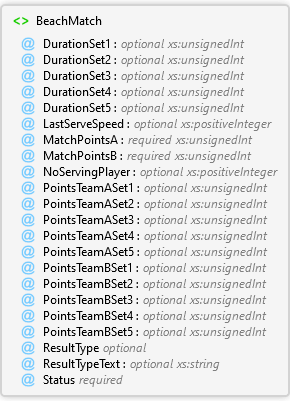 <> BeachMatch
@ DurationSet1 : optional xs:unsignedInt
@ DurationSet2 : optional xs:unsignedInt
@ DurationSet3 : optional xs:unsignedInt
@ DurationSet4 : optional xs:unsignedInt
@ DurationSet5 : optional xs:unsignedInt
@ LastServeSpeed : optional xs:positiveInteger
@ MatchPointsA : required xs:unsignedInt
@ MatchPointsB : required xs:unsignedInt
@ NoServingPlayer : optional xs:positiveInteger
@ PointsTeamASet1 : optional xs:unsignedInt
@ PointsTeamASet2 : optional xs:unsignedInt
@ PointsTeamASet3 : optional xs:unsignedInt
@ PointsTeamASet4 : optional xs:unsignedInt
@ PointsTeamASet5 : optional xs:unsignedInt
@ PointsTeamBSet1 : optional xs:unsignedInt
@ PointsTeamBSet2 : optional xs:unsignedInt
@ PointsTeamBSet3 : optional xs:unsignedInt
@ PointsTeamBSet4 : optional xs:unsignedInt
@ PointsTeamBSet5 : optional xs:unsignedInt
@ ResultType optional
@ ResultTypeText : optional xs:string
@ Status required